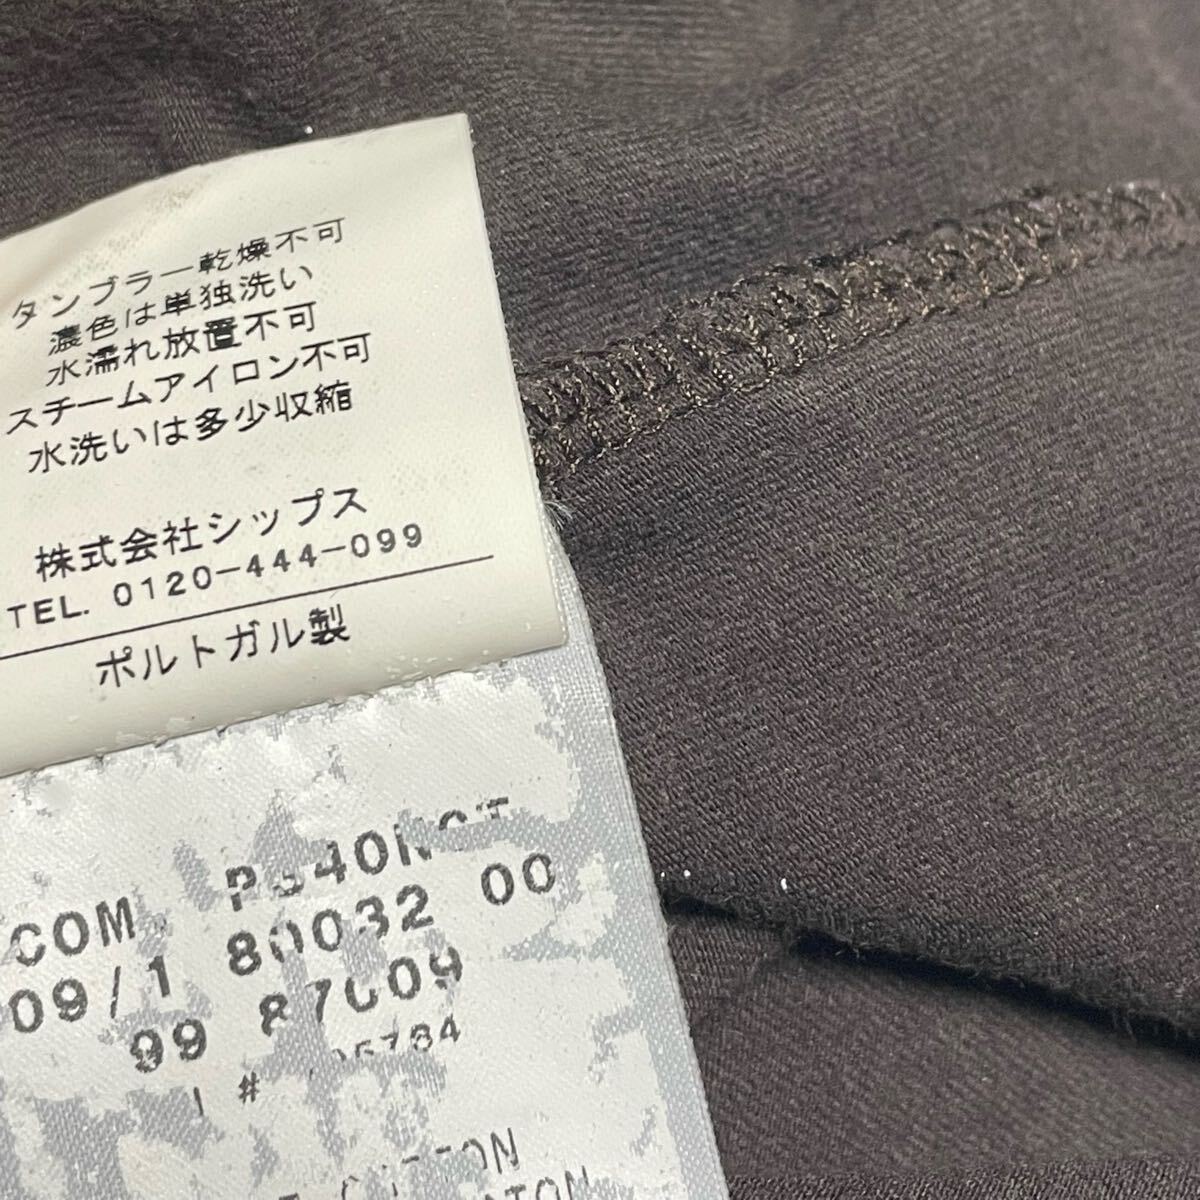 タンブラー乾燥不可
濃色は単独洗い
水濡れ放置不可
スチームアイロン不可
水洗いは多少収縮
株式会社シップス
TEL. 0120-444-099
ポルトガル製
COM
09/1 80032 00
99 87009
#